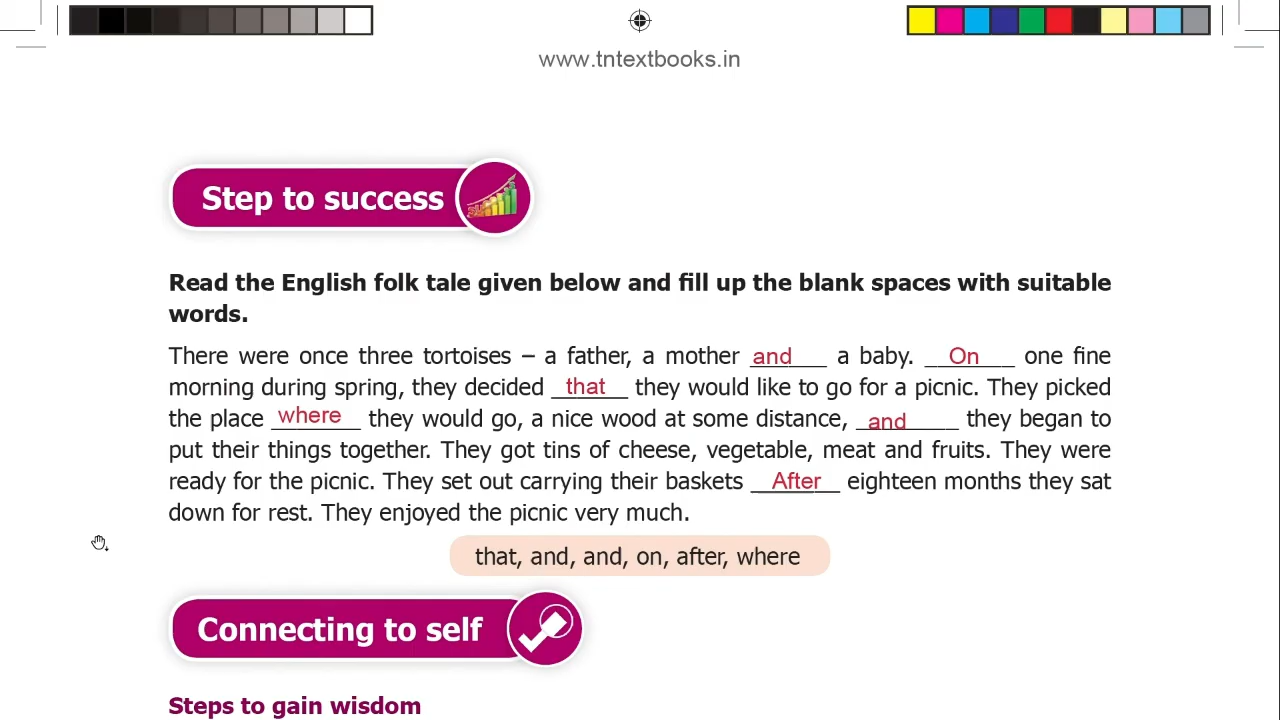 www.tntextbooks.in
Step to success
Read the English folk tale given below and fill up the blank spaces with suitable
words.
There were once three tortoises – a father, a mother and a baby. On one fine
morning during spring, they decided that they would like to go for a picnic. They picked
the place where they would go, a nice wood at some distance, and they began to
put their things together. They got tins of cheese, vegetable, meat and fruits. They were
ready for the picnic. They set out carrying their baskets After eighteen months they sat
down for rest. They enjoyed the picnic very much.
that, and, and, on, after, where
Connecting to self
Steps to gain wisdom